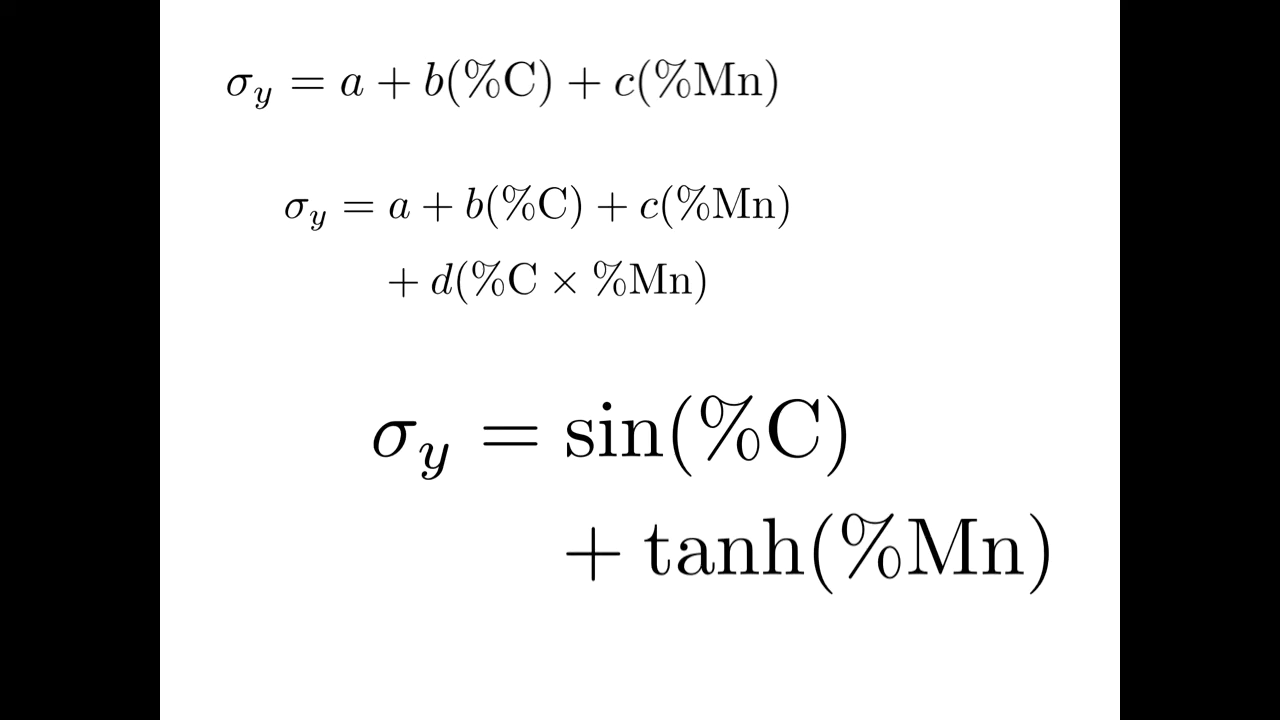 σ_y = a + b(%C) + c(%Mn)
σ_y = a + b(%C) + c(%Mn)
+ d(%C × %Mn)
σ_y = sin(%C)
+ tanh(%Mn)